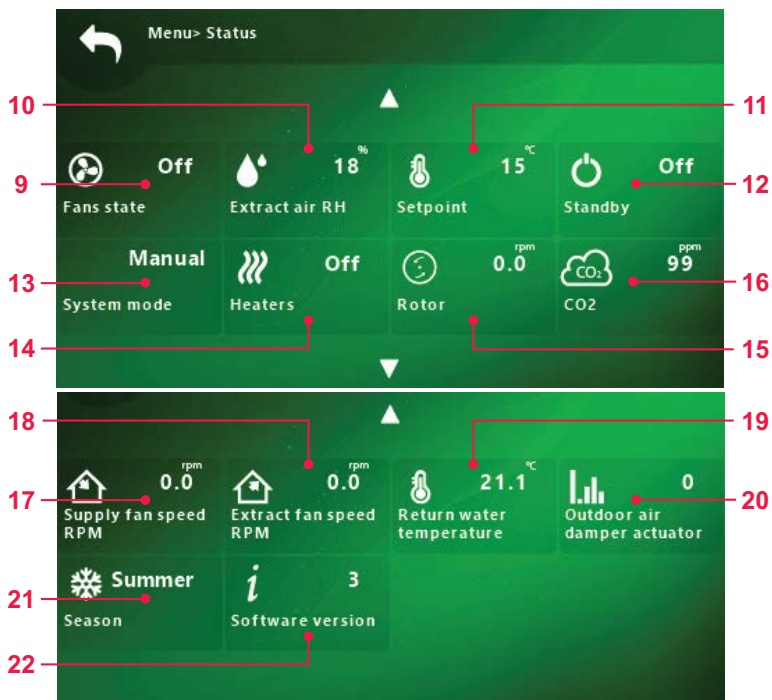 Menu> Status
10
11
%
℃
Off
18
15
Off
9
12
Fans state
Extract air RH
Setpoint
Standby
rpm
ppm
Manual
Off
0.0
99
CO₂
13
16
System mode
Heaters
Rotor
CO2
14
15
18
19
rpm
rpm
℃
0.0
0.0
21.1
0
17
20
Supply fan speed RPM
Extract fan speed RPM
Return water temperature
Outdoor air damper actuator
Summer
3
21
Season
Software version
22